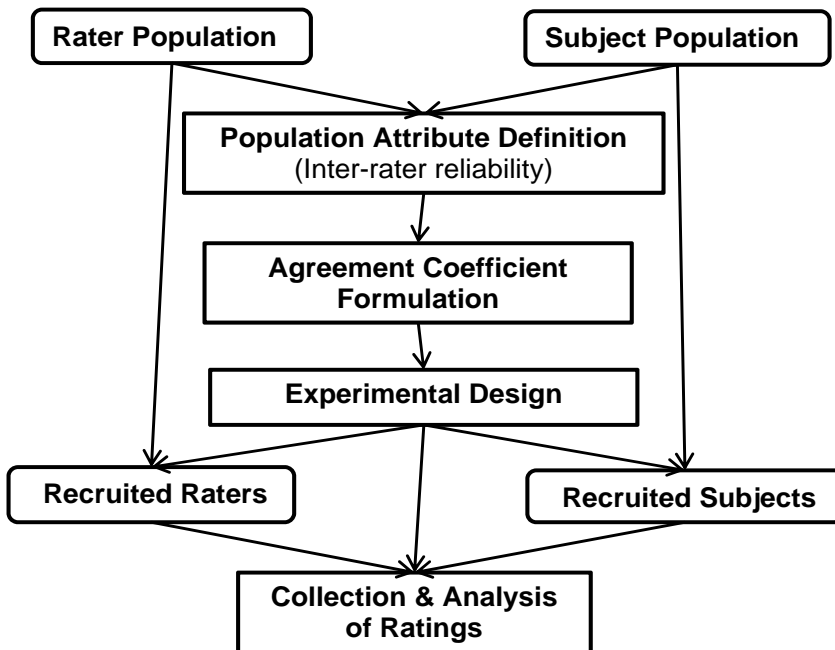 Rater Population
Subject Population
Population Attribute Definition
(Inter-rater reliability)
Agreement Coefficient
Formulation
Experimental Design
Recruited Raters
Recruited Subjects
Collection & Analysis
of Ratings